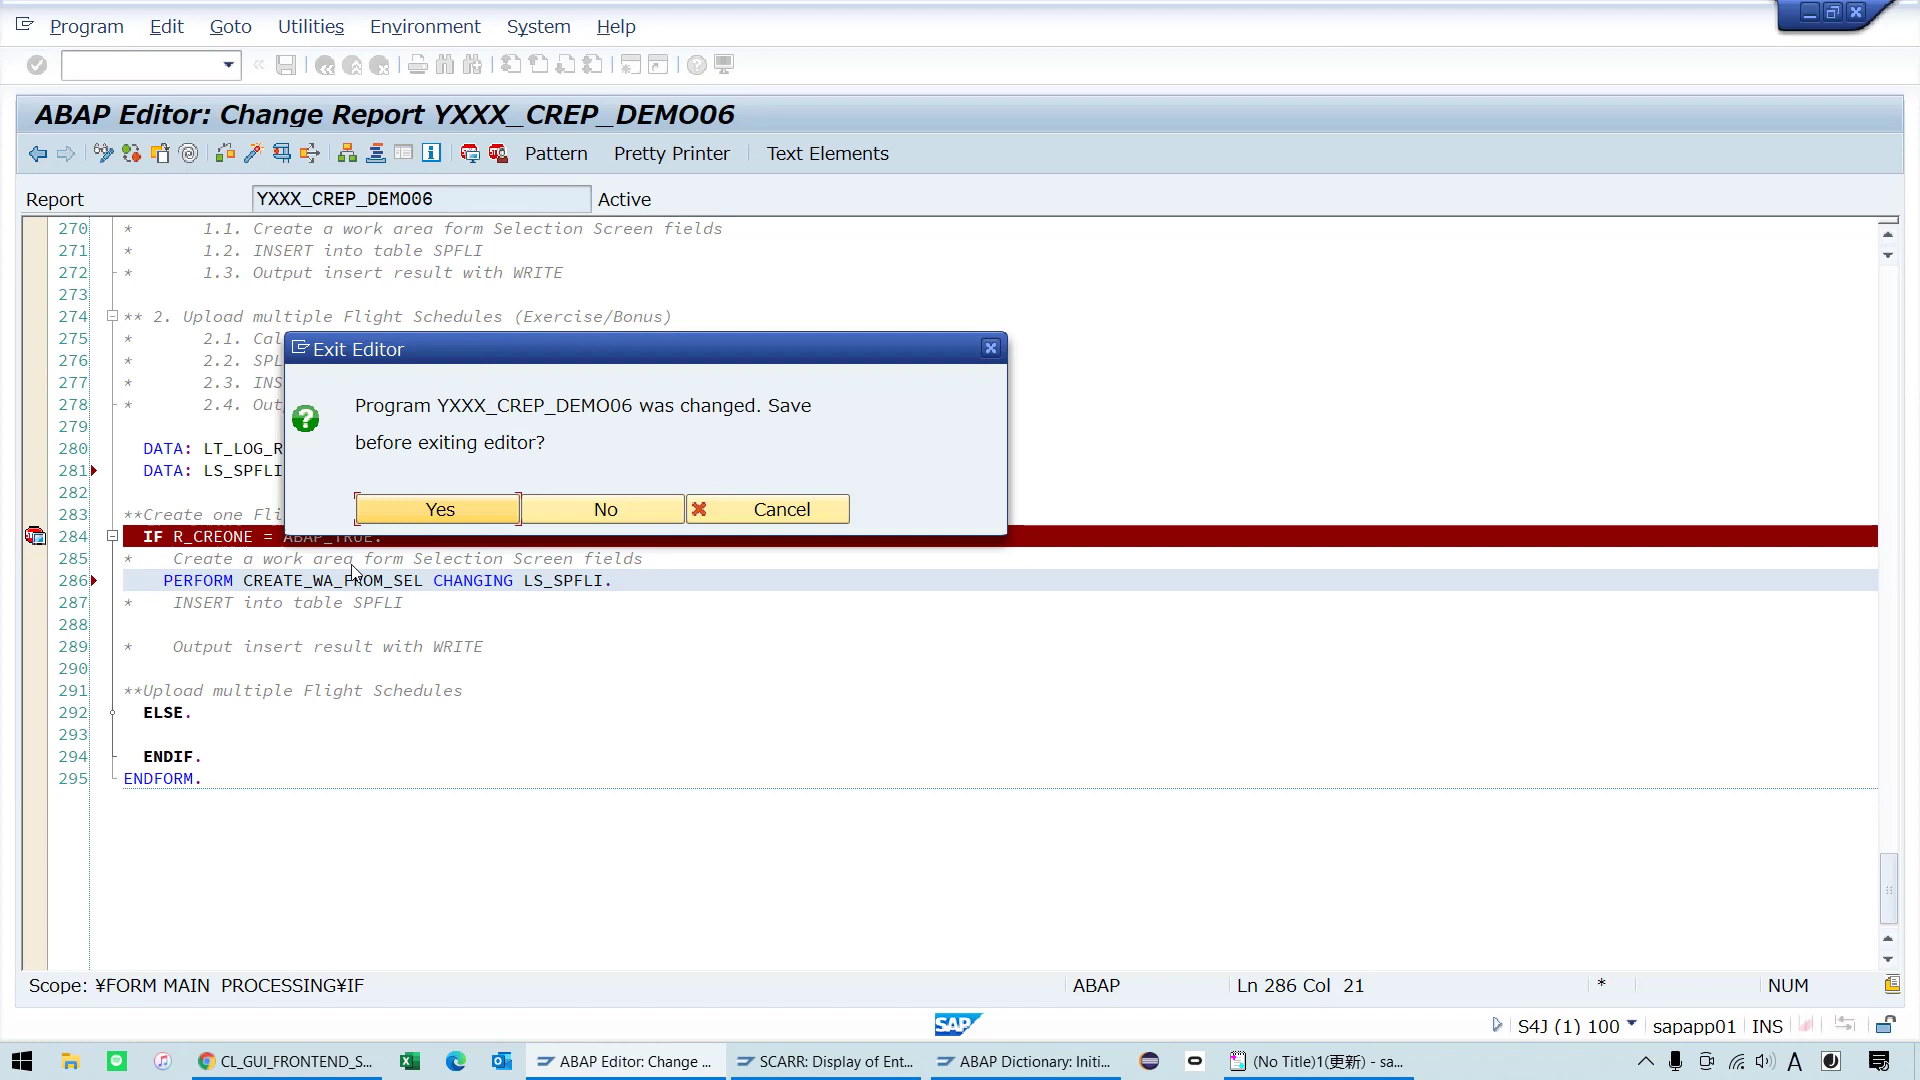 Program Edit Goto Utilities Environment System Help
ABAP Editor: Change Report YXXX_CREP_DEMO06
Pattern Pretty Printer Text Elements
Report YXXX_CREP_DEMO06 Active
270 * 1.1. Create a work area form Selection Screen fields
271 * 1.2. INSERT into table SPFLI
272 * 1.3. Output insert result with WRITE
273
274 ** 2. Upload multiple Flight Schedules (Exercise/Bonus)
275 * 2.1. Cal
276 * 2.2. SPL
277 * 2.3. INS
278 * 2.4. Out
279
280 DATA: LT_LOG_R
281 DATA: LS_SPFLI
282
283 **Create one Fli
284 IF R_CREONE = ABAP_TRUE.
285 * Create a work area form Selection Screen fields
286 PERFORM CREATE_WA_FROM_SEL CHANGING LS_SPFLI.
287 * INSERT into table SPFLI
288
289 * Output insert result with WRITE
290
291 **Upload multiple Flight Schedules
292 ELSE.
293
294 ENDIF.
295 ENDFORM.
Exit Editor
Program YXXX_CREP_DEMO06 was changed. Save
before exiting editor?
Yes No Cancel
Scope: ¥FORM MAIN_PROCESSING¥IF ABAP Ln 286 Col 21 * NUM
SAP S4J (1) 100 sapapp01 INS
CL_GUI_FRONTEND_S... ABAP Editor: Change ... SCARR: Display of Ent... ABAP Dictionary: Initi... (No Title)1(更新) - sa... A